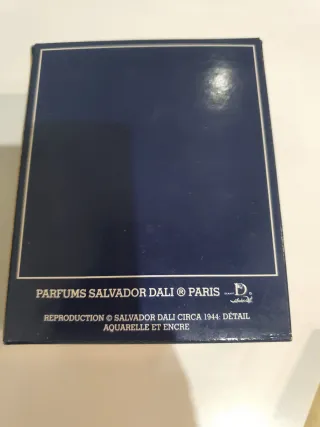 PARFUMS SALVADOR DALI ® PARIS
REPRODUCTION © SALVADOR DALI CIRCA 1944: DÉTAIL
AQUARELLE ET ENCRE